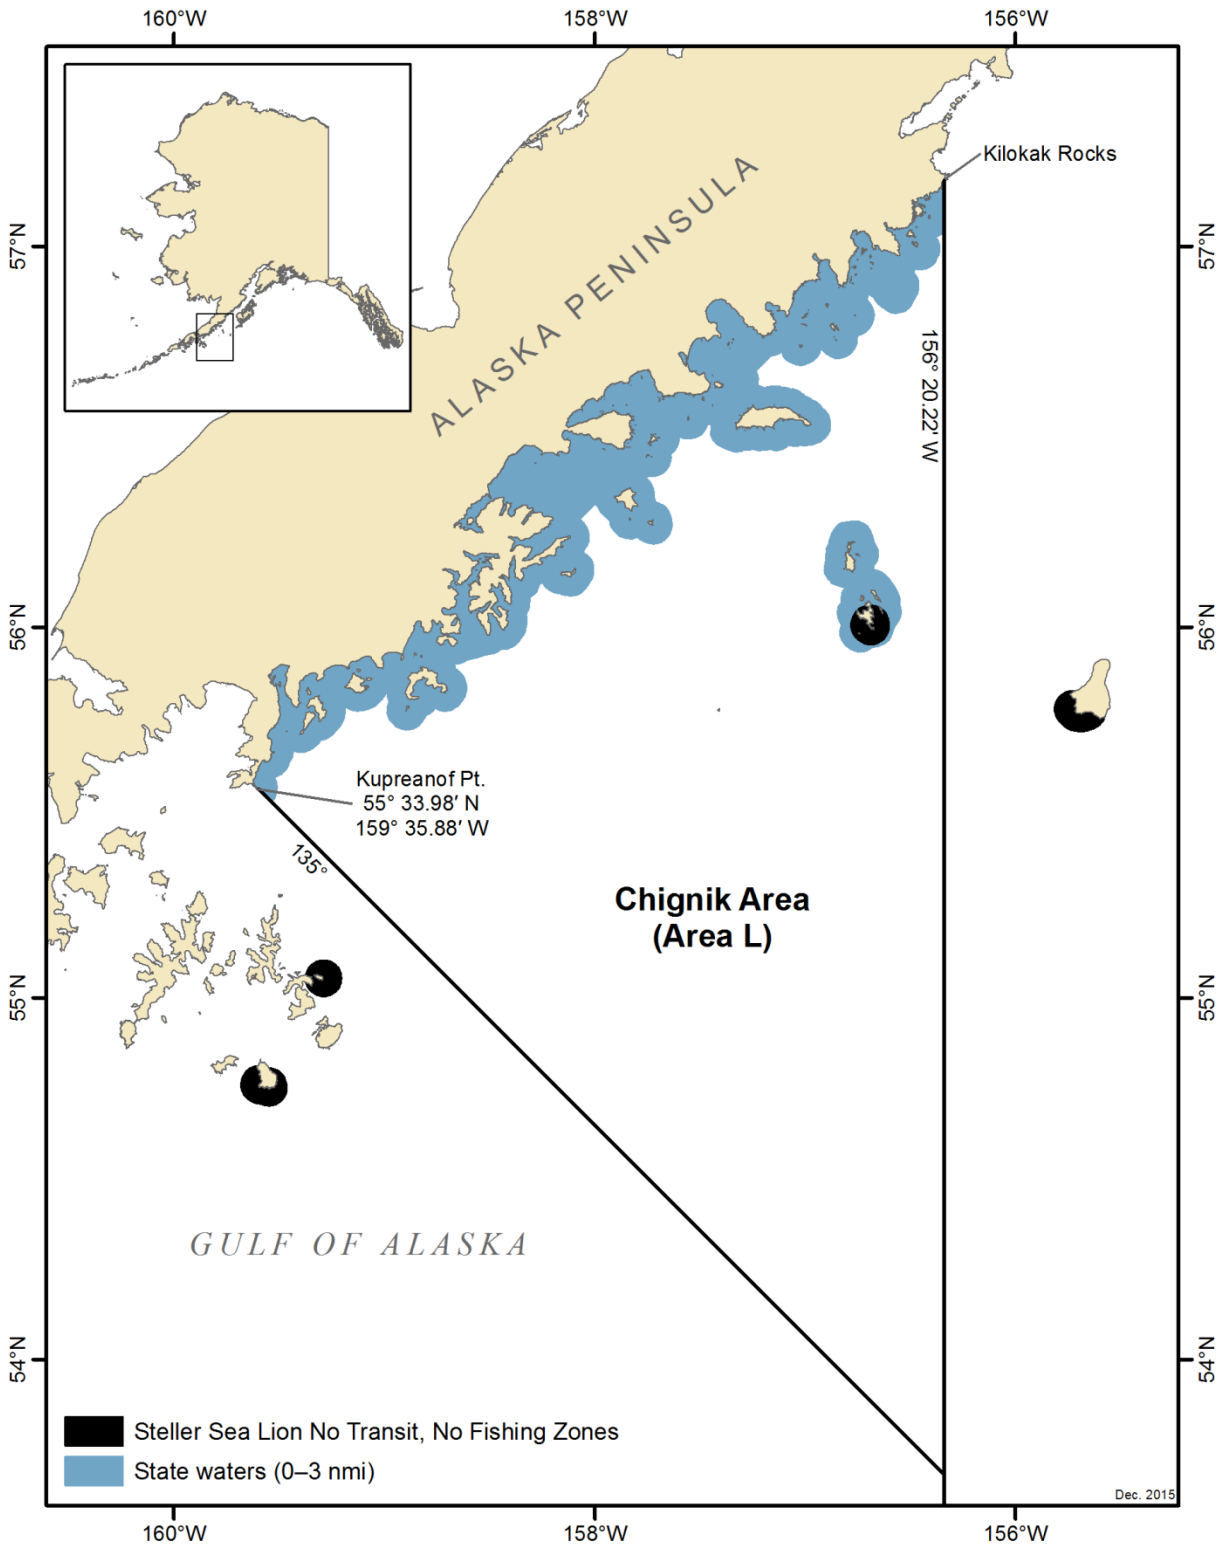 160°W
158°W
156°W
Kilokak Rocks
57°N
57°N
ALASKA PENINSULA
156° 20.22' W
56°N
56°N
Kupreanof Pt.
55° 33.98' N
159° 35.88' W
135°
Chignik Area
(Area L)
55°N
55°N
GULF OF ALASKA
54°N
54°N
Steller Sea Lion No Transit, No Fishing Zones
State waters (0–3 nmi)
Dec. 2015
160°W
158°W
156°W